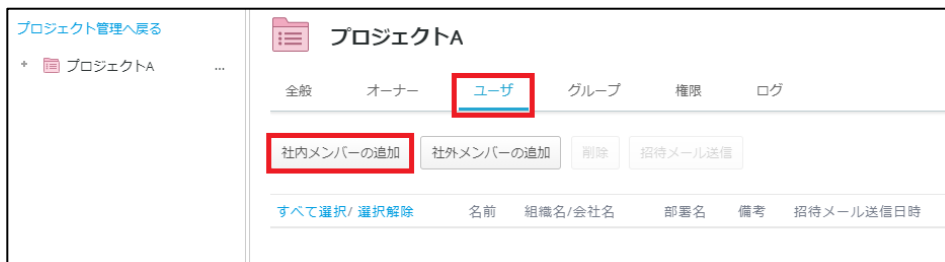 プロジェクト管理へ戻る
+ プロジェクトA ...
プロジェクトA
全般 オーナー ユーザ グループ 権限 ログ
社内メンバーの追加 社外メンバーの追加 削除 招待メール送信
すべて選択/ 選択解除 名前 組織名/会社名 部署名 備考 招待メール送信日時